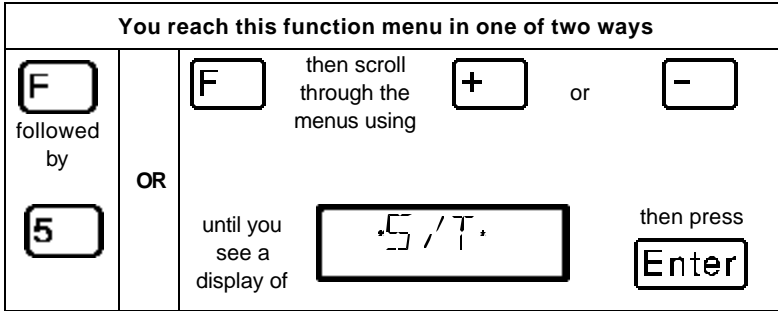 You reach this function menu in one of two ways
F
followed
by
5
OR
F
then scroll
through the
menus using
+
or
-
until you
see a
display of
S/T
then press
Enter